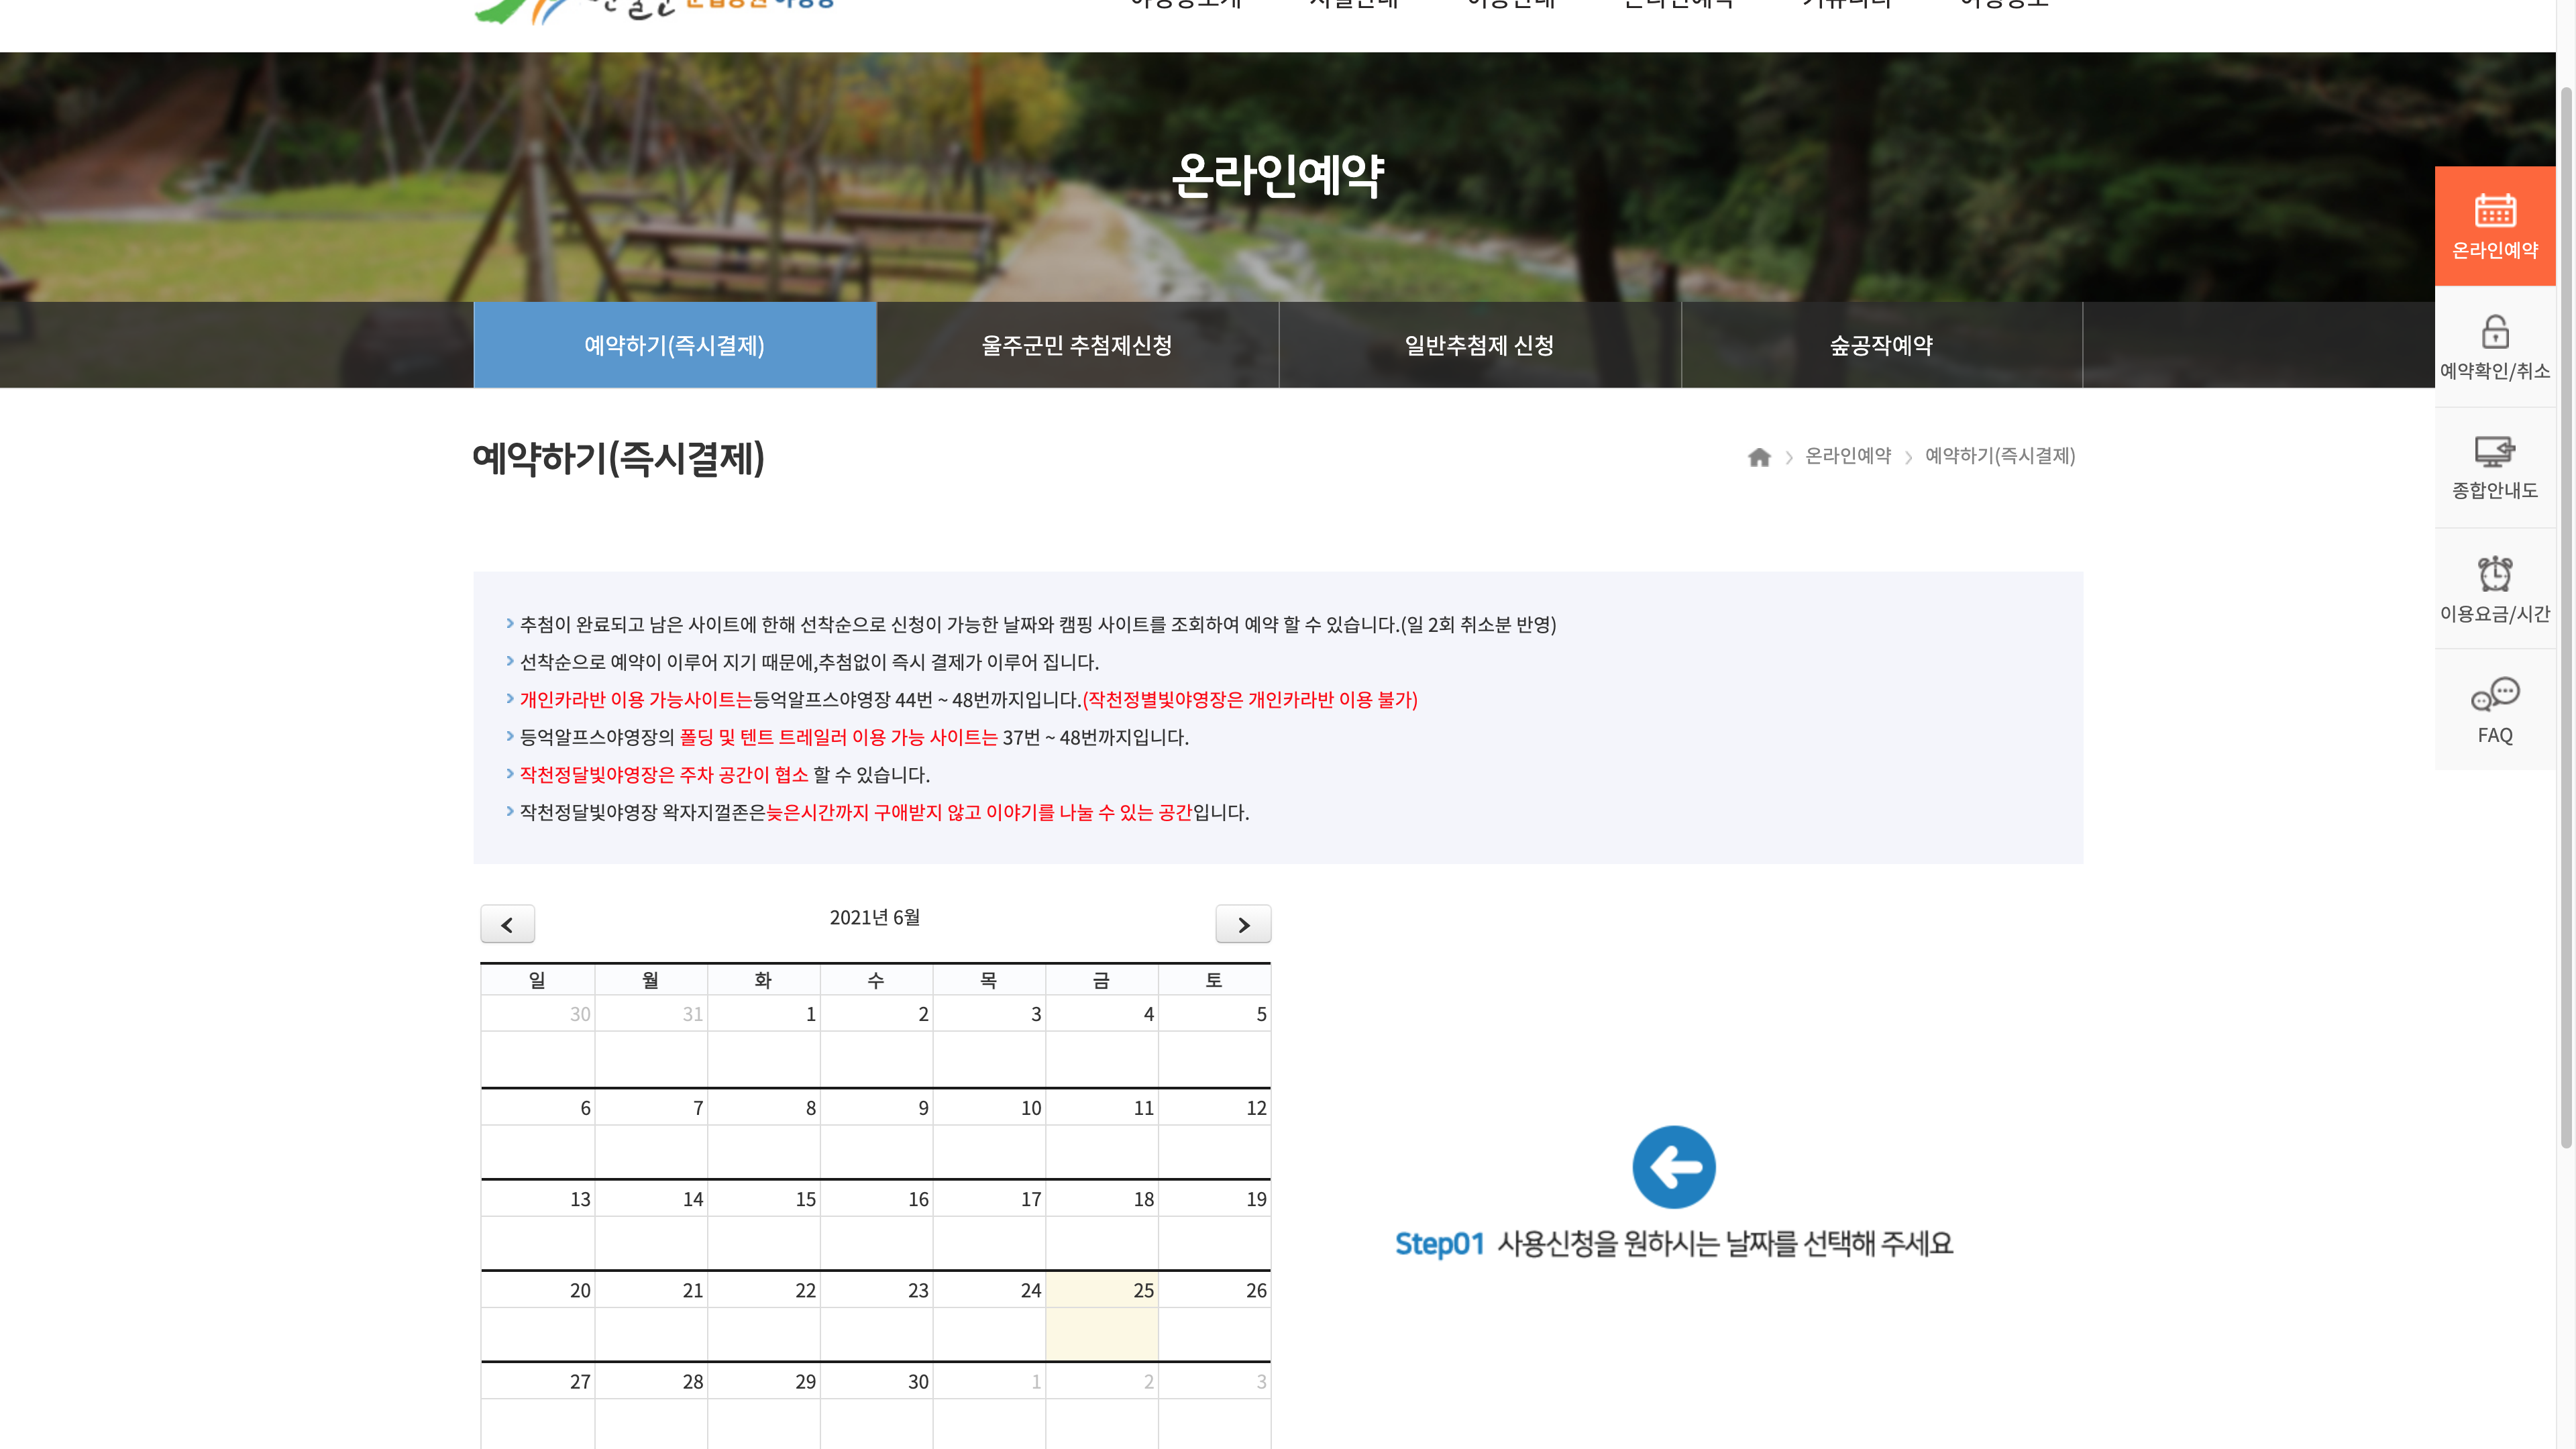 온라인예약
예약하기(즉시결제)
울주군민 추첨제신청
일반추첨제 신청
숲공작예약
온라인예약
예약확인/취소
종합안내도
이용요금/시간
FAQ
예약하기(즉시결제)
온라인예약 > 예약하기(즉시결제)
추첨이 완료되고 남은 사이트에 한해 선착순으로 신청이 가능한 날짜와 캠핑 사이트를 조회하여 예약 할 수 있습니다.(일 2회 취소분 반영)
선착순으로 예약이 이루어 지기 때문에,추첨없이 즉시 결제가 이루어 집니다.
개인카라반 이용 가능사이트는등억알프스야영장 44번 ~ 48번까지입니다.(작천정별빛야영장은 개인카라반 이용 불가)
등억알프스야영장의 폴딩 및 텐트 트레일러 이용 가능 사이트는 37번 ~ 48번까지입니다.
작천정달빛야영장은 주차 공간이 협소 할 수 있습니다.
작천정달빛야영장 왁자지껄존은늦은시간까지 구애받지 않고 이야기를 나눌 수 있는 공간입니다.
2021년 6월
일 월 화 수 목 금 토
30 31 1 2 3 4 5
6 7 8 9 10 11 12
13 14 15 16 17 18 19
20 21 22 23 24 25 26
27 28 29 30 1 2 3
Step01 사용신청을 원하시는 날짜를 선택해 주세요